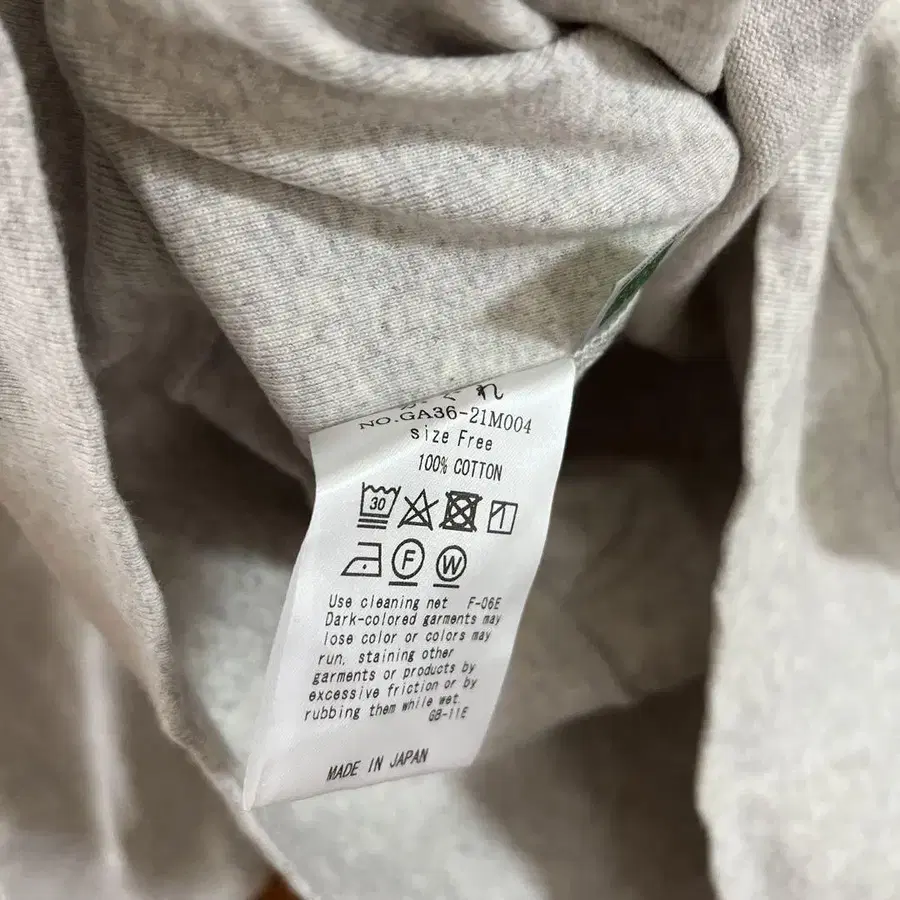 NO.GA36-21M004
size Free
100% COTTON
30
F W
Use cleaning net F-06E
Dark-colored garments may
lose color or colors may
run, staining other
garments or products by
excessive friction or by
rubbing them while wet.
GB-11E
MADE IN JAPAN